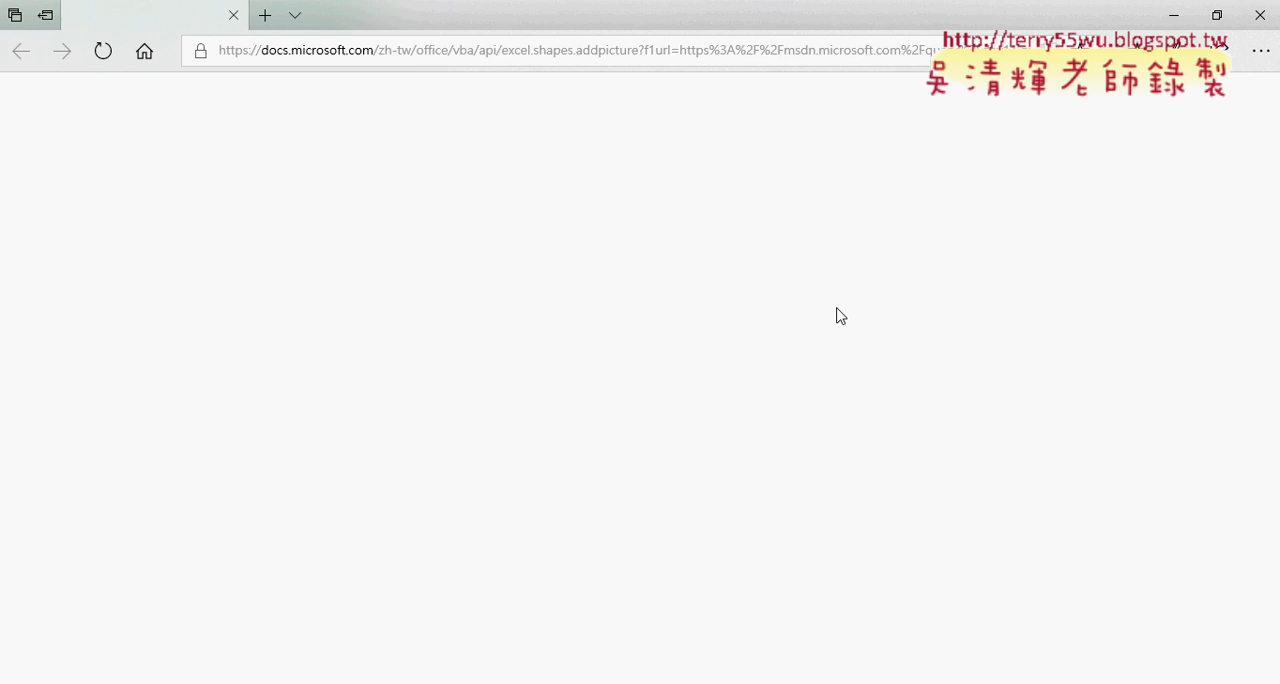 https://docs.microsoft.com/zh-tw/office/vba/api/excel.shapes.addpicture?f1url=https%3A%2F%2Fmsdn.microsoft.com%2Fqu
http://terry55wu.blogspot.tw
吳清輝老師錄製